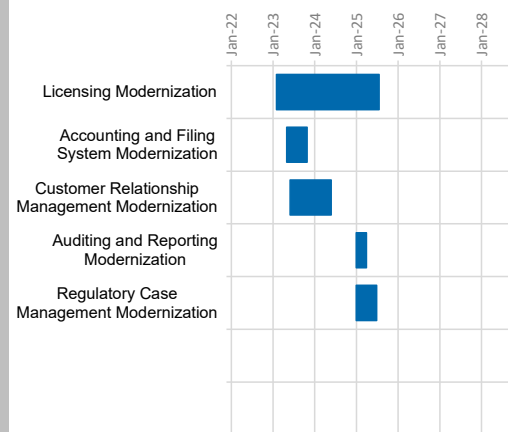 Jan-22
Jan-23
Jan-24
Jan-25
Jan-26
Jan-27
Jan-28
Licensing Modernization
Accounting and Filing
System Modernization
Customer Relationship
Management Modernization
Auditing and Reporting
Modernization
Regulatory Case
Management Modernization